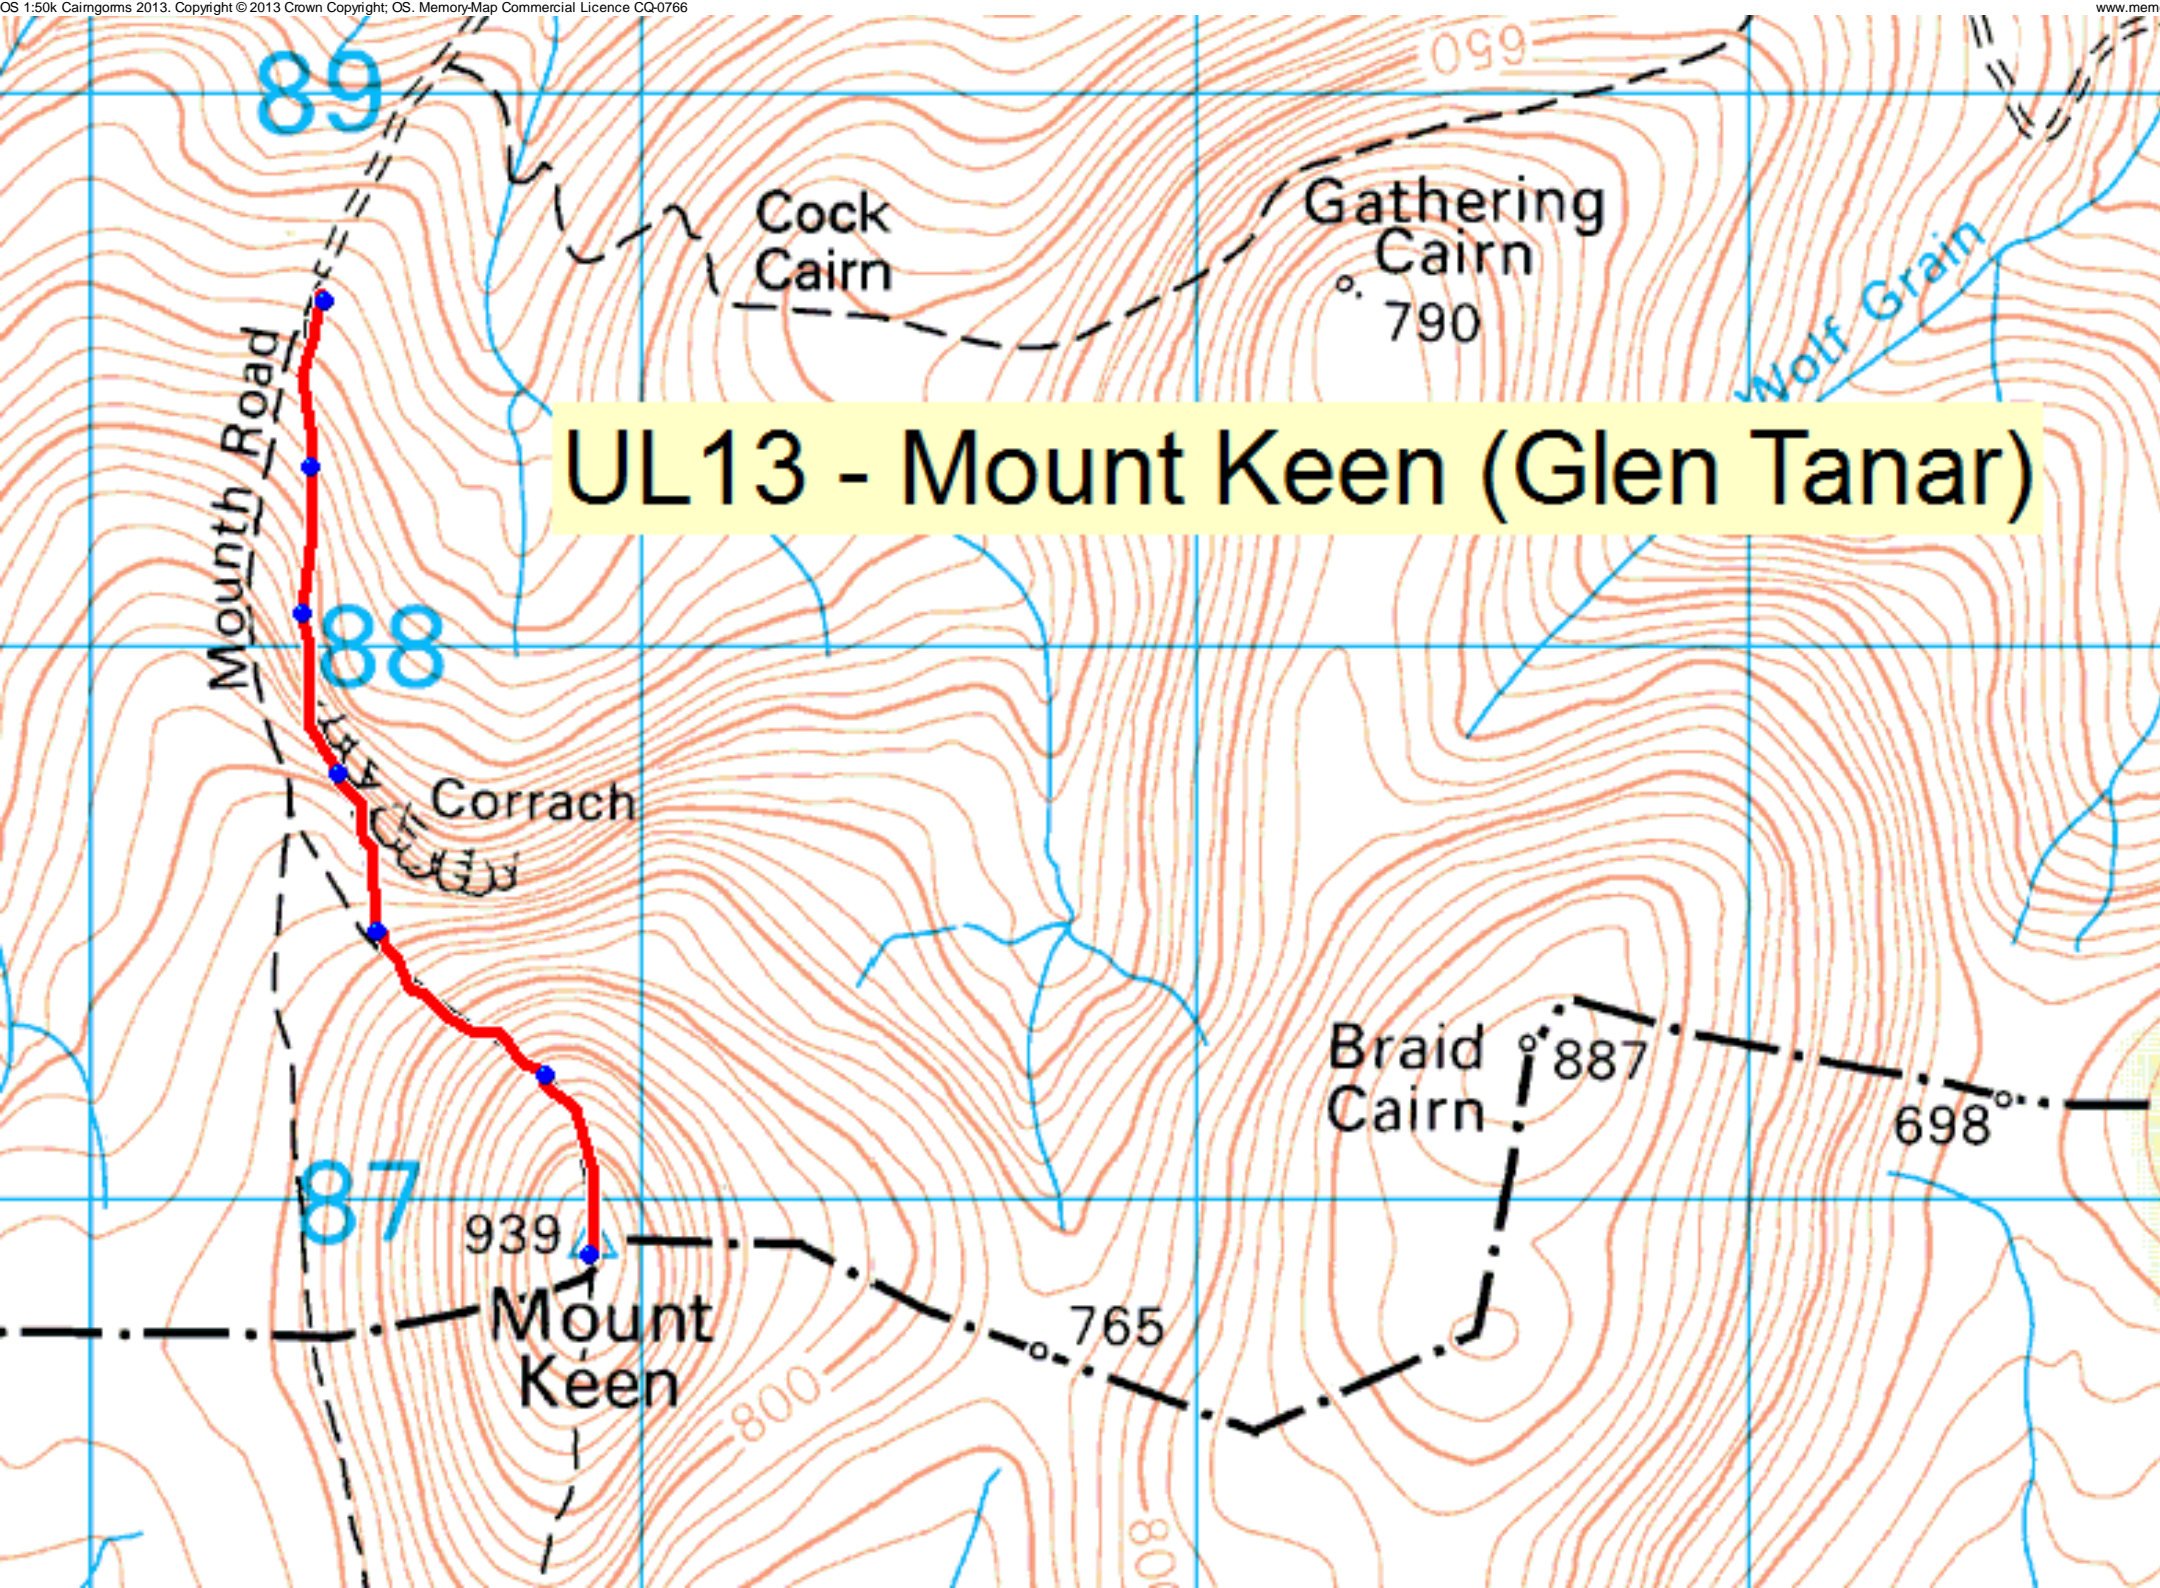 OS 1:50k Cairngorms 2013. Copyright © 2013 Crown Copyright; OS. Memory-Map Commercial Licence CQ-0766
www.mem
89
650
Cock
Cairn
Gathering
Cairn
790
Wolf Grain
Mounth Road
UL13 - Mount Keen (Glen Tanar)
88
Corrach
Braid
Cairn
887
698
87
939
Mount
Keen
765
800
800